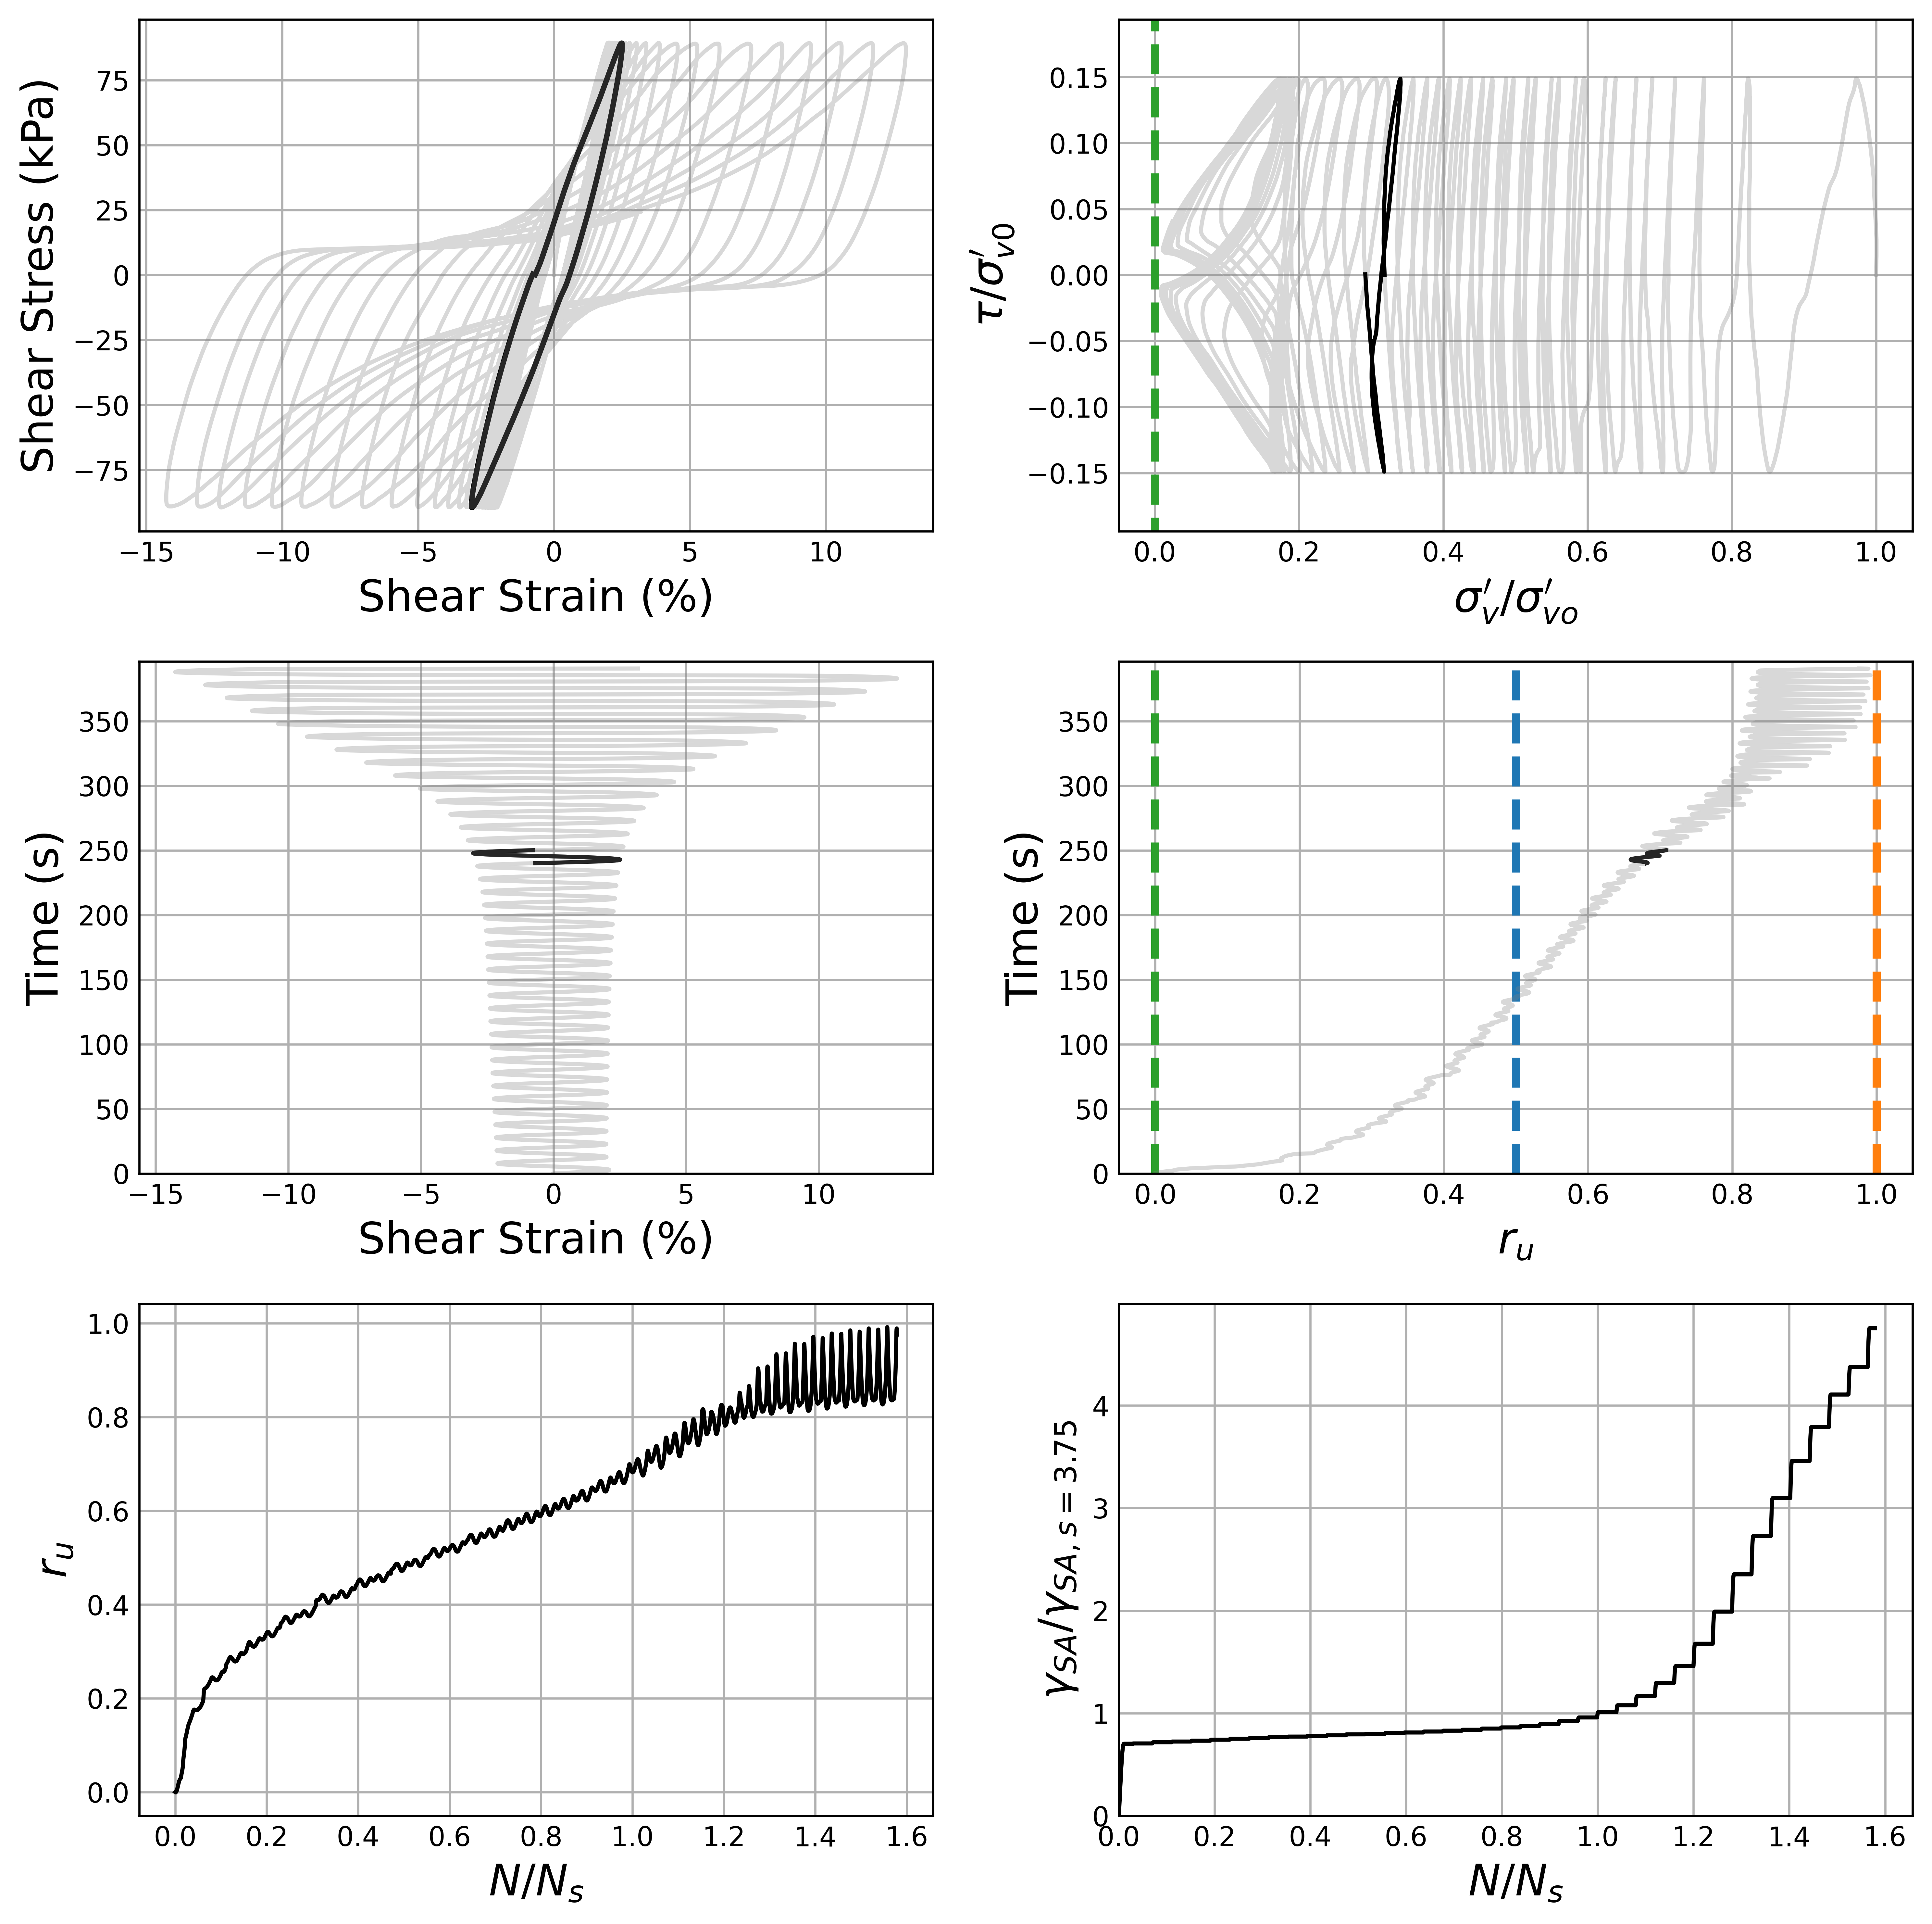 75
50
25
0
−25
−50
−75
Shear Stress (kPa)
−15 −10 −5 0 5 10
Shear Strain (%)
0.15
0.10
0.05
0.00
−0.05
−0.10
−0.15
τ/σ′v0
0.0 0.2 0.4 0.6 0.8 1.0
σ′v/σ′vo
350
300
250
200
150
100
50
0
Time (s)
−15 −10 −5 0 5 10
Shear Strain (%)
350
300
250
200
150
100
50
0
Time (s)
0.0 0.2 0.4 0.6 0.8 1.0
ru
1.0
0.8
0.6
0.4
0.2
0.0
ru
0.0 0.2 0.4 0.6 0.8 1.0 1.2 1.4 1.6
N/Ns
4
3
2
1
0
γSA/γSA, s = 3.75
0.0 0.2 0.4 0.6 0.8 1.0 1.2 1.4 1.6
N/Ns